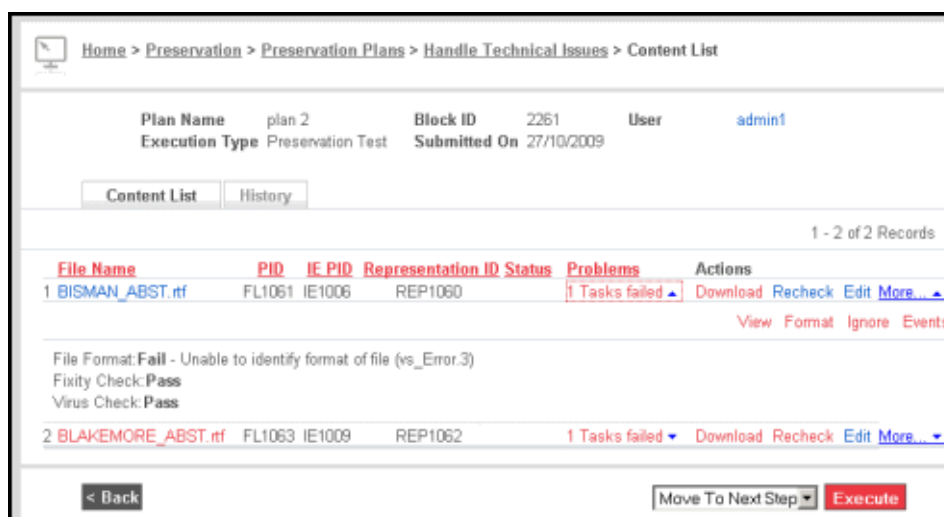 Home > Preservation > Preservation Plans > Handle Technical Issues > Content List
Plan Name plan 2 Block ID 2261 User admin1
Execution Type Preservation Test Submitted On 27/10/2009
Content List History
1 - 2 of 2 Records
File Name PID IE PID Representation ID Status Problems Actions
1 BISMAN_ABST.rtf FL1061 IE1006 REP1060 1 Tasks failed Download Recheck Edit More...
View Format Ignore Events
File Format:Fail - Unable to identify format of file (vs_Error.3)
Fixity Check:Pass
Virus Check:Pass
2 BLAKEMORE_ABST.rtf FL1063 IE1009 REP1062 1 Tasks failed Download Recheck Edit More...
< Back Move To Next Step Execute